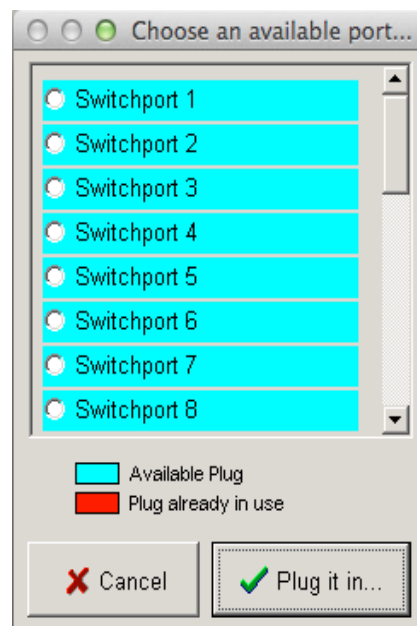 Choose an available port...
Switchport 1
Switchport 2
Switchport 3
Switchport 4
Switchport 5
Switchport 6
Switchport 7
Switchport 8
Available Plug
Plug already in use
Cancel
Plug it in...